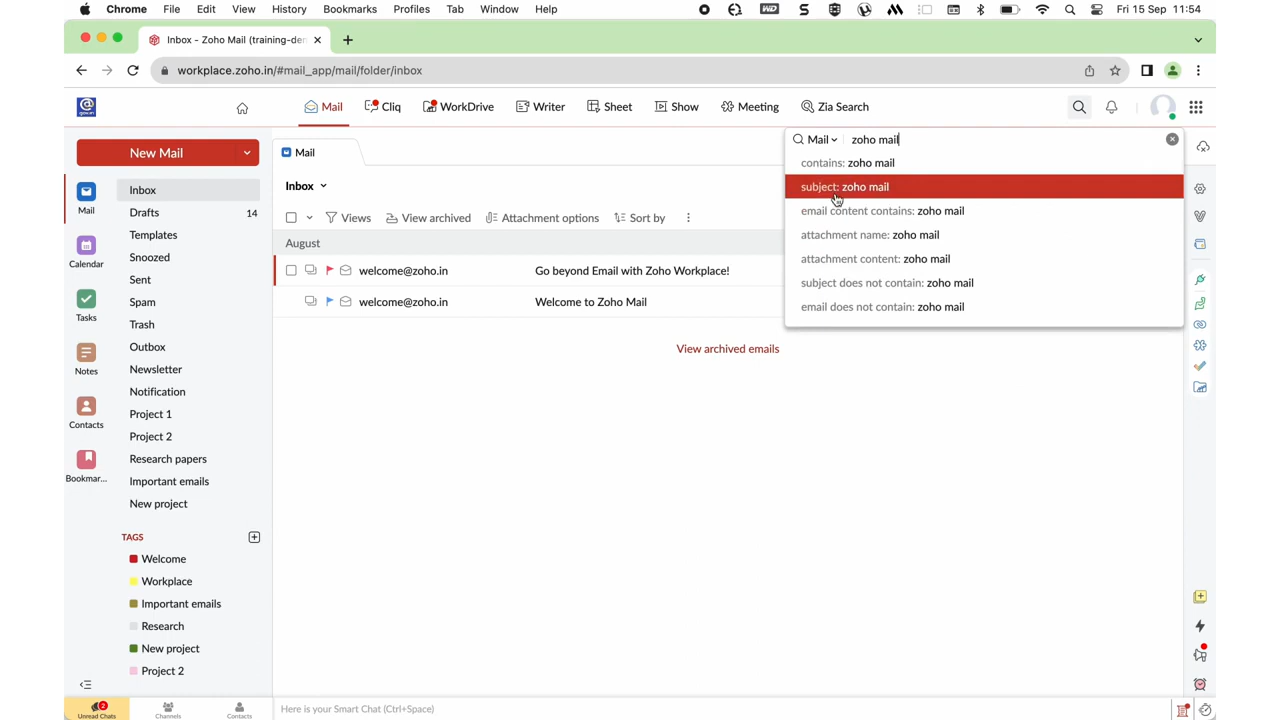 Chrome File Edit View History Bookmarks Profiles Tab Window Help
WD
Fri 15 Sep 11:54
Inbox - Zoho Mail (training-der
workplace.zoho.in/#mail_app/mail/folder/inbox
Mail Cliq WorkDrive Writer Sheet Show Meeting Zia Search
New Mail
Mail
Mail
Calendar
Tasks
Notes
Contacts
Bookmar...
Inbox
Drafts 14
Templates
Snoozed
Sent
Spam
Trash
Outbox
Newsletter
Notification
Project 1
Project 2
Research papers
Important emails
New project
TAGS
Welcome
Workplace
Important emails
Research
New project
Project 2
Inbox
Views View archived Attachment options Sort by
August
welcome@zoho.in Go beyond Email with Zoho Workplace!
welcome@zoho.in Welcome to Zoho Mail
View archived emails
Mail zoho mail
contains: zoho mail
subject: zoho mail
email content contains: zoho mail
attachment name: zoho mail
attachment content: zoho mail
subject does not contain: zoho mail
email does not contain: zoho mail
2
Unread Chats
Channels
Contacts
Here is your Smart Chat (Ctrl+Space)